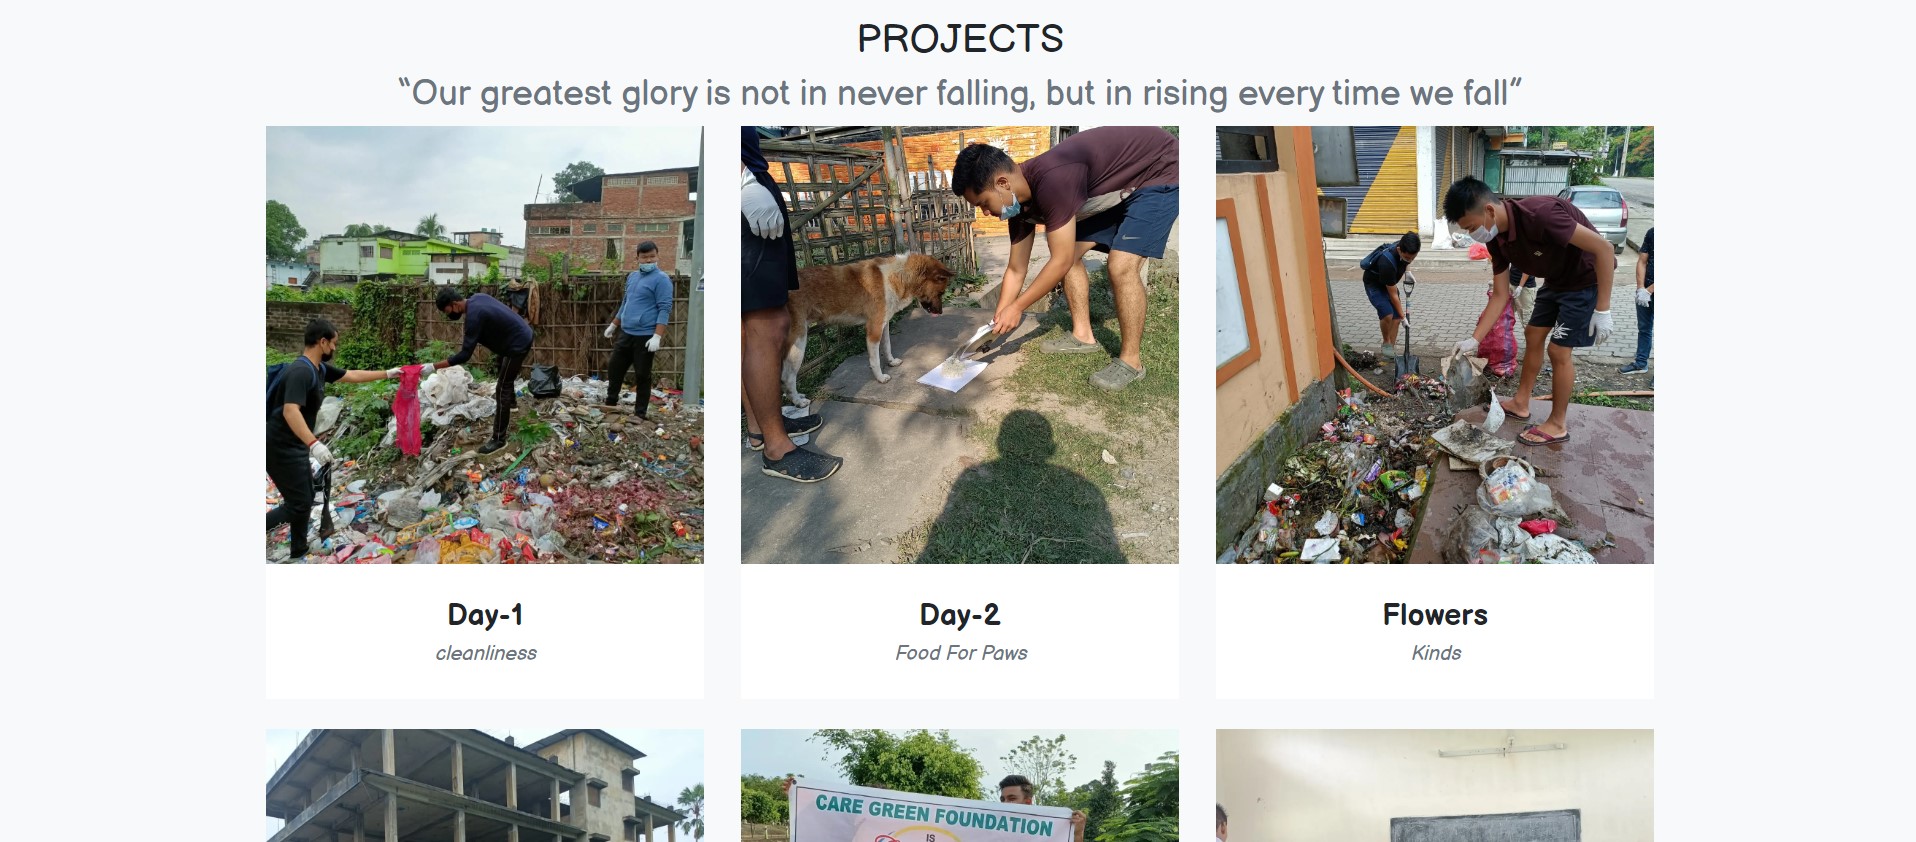 PROJECTS
“Our greatest glory is not in never falling, but in rising every time we fall”
Day-1
cleanliness
Day-2
Food For Paws
Flowers
Kinds
CARE GREEN FOUNDATION
IS